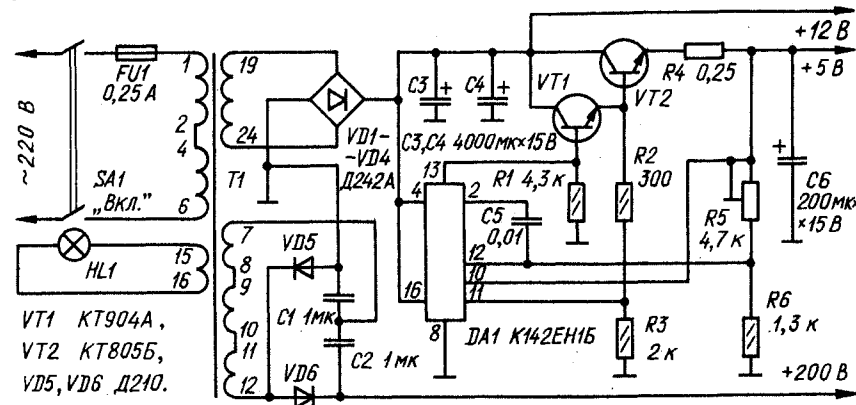 +12 В
+5 В
~220 В
FU1
0,25 А
SA1
„Вкл."
HL1
1
2
4
6
15
16
19
24
T1
VD1-
-VD4
Д242А
C3
+
C4
+
C3, C4 4000мк×15В
VT1
VT2
R4 0,25
R1 4,3 к
R2
300
C6
200мк
×15В
+
R5
4,7 к
13
4
2
C5
0,01
12
10
11
16
8
DA1 К142ЕН1Б
R3
2 к
R6
1,3 к
7
8
9
10
11
12
VD5
C1 1мк
C2 1 мк
VD6
+200 В
VT1 КТ904А,
VT2 КТ805Б,
VD5, VD6 Д210.